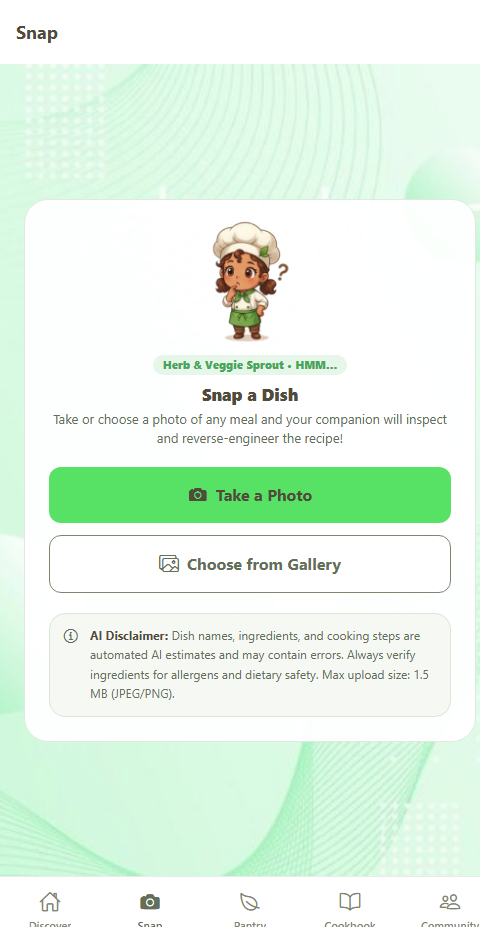 Snap
?
Herb & Veggie Sprout • HMM...
Snap a Dish
Take or choose a photo of any meal and your companion will inspect
and reverse-engineer the recipe!
Take a Photo
Choose from Gallery
AI Disclaimer: Dish names, ingredients, and cooking steps are
automated AI estimates and may contain errors. Always verify
ingredients for allergens and dietary safety. Max upload size: 1.5
MB (JPEG/PNG).
Discover
Snap
Pantry
Cookbook
Community